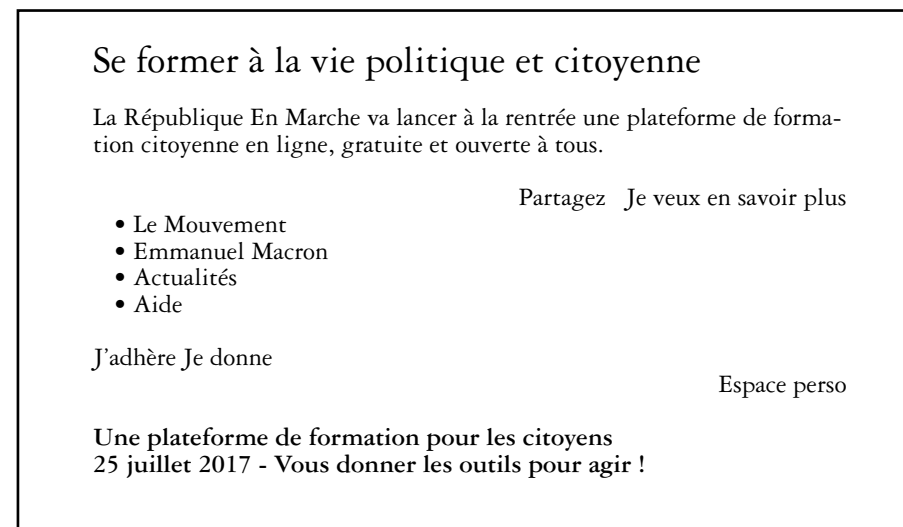 Se former à la vie politique et citoyenne
La République En Marche va lancer à la rentrée une plateforme de forma-
tion citoyenne en ligne, gratuite et ouverte à tous.
Partagez Je veux en savoir plus
• Le Mouvement
• Emmanuel Macron
• Actualités
• Aide
J’adhère Je donne
Espace perso
Une plateforme de formation pour les citoyens
25 juillet 2017 - Vous donner les outils pour agir !